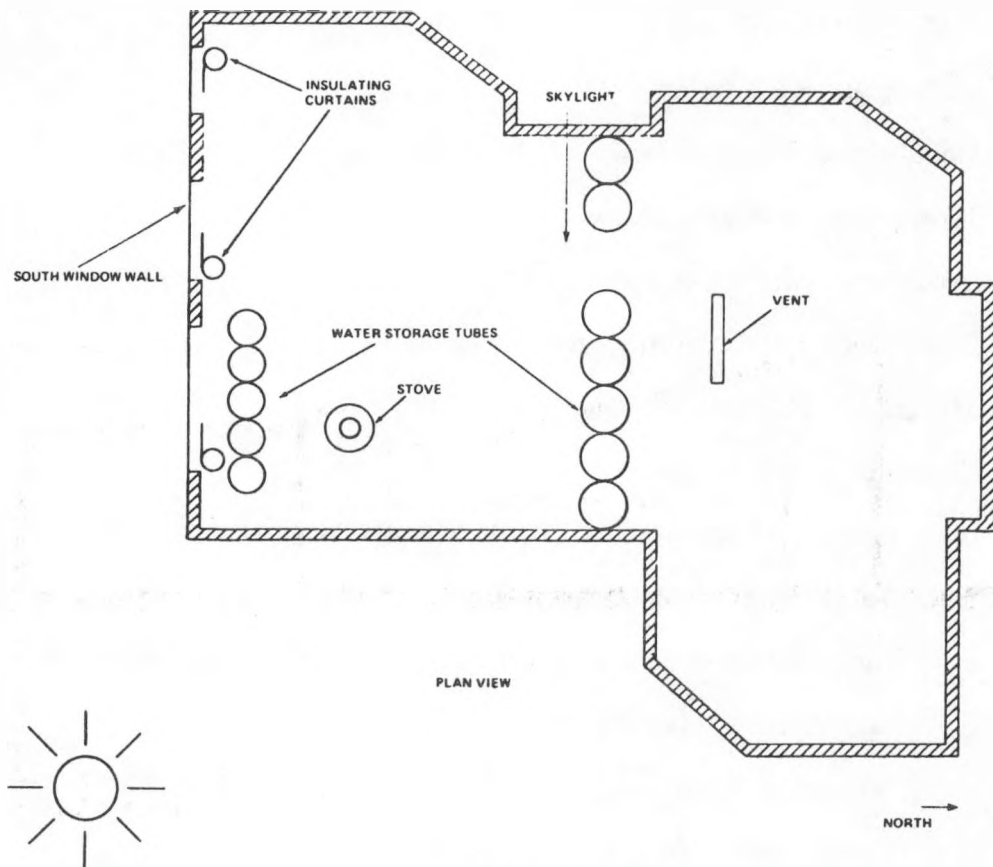 INSULATING
CURTAINS
SKYLIGHT
SOUTH WINDOW WALL
VENT
WATER STORAGE TUBES
STOVE
PLAN VIEW
NORTH